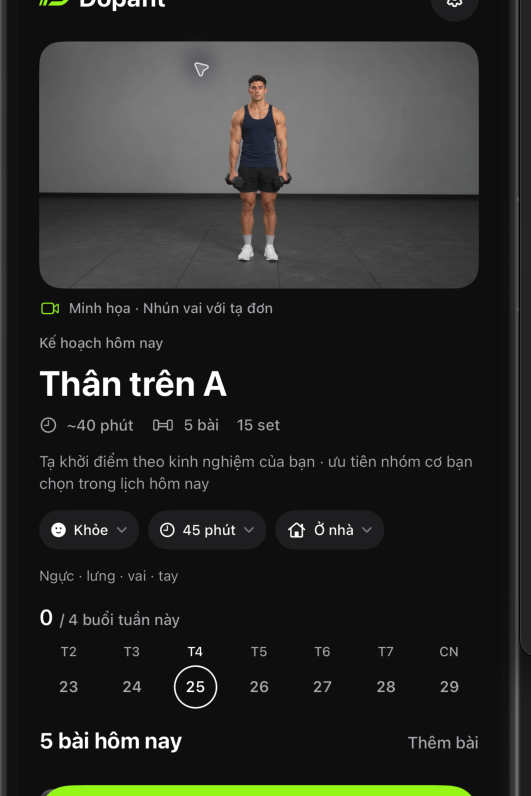 Dopant
Minh họa · Nhún vai với tạ đơn
Kế hoạch hôm nay
Thân trên A
~40 phút 5 bài 15 set
Tạ khởi điểm theo kinh nghiệm của bạn · ưu tiên nhóm cơ bạn
chọn trong lịch hôm nay
Khỏe 45 phút Ở nhà
Ngực · lưng · vai · tay
0 / 4 buổi tuần này
T2 T3 T4 T5 T6 T7 CN
23 24 25 26 27 28 29
5 bài hôm nay Thêm bài